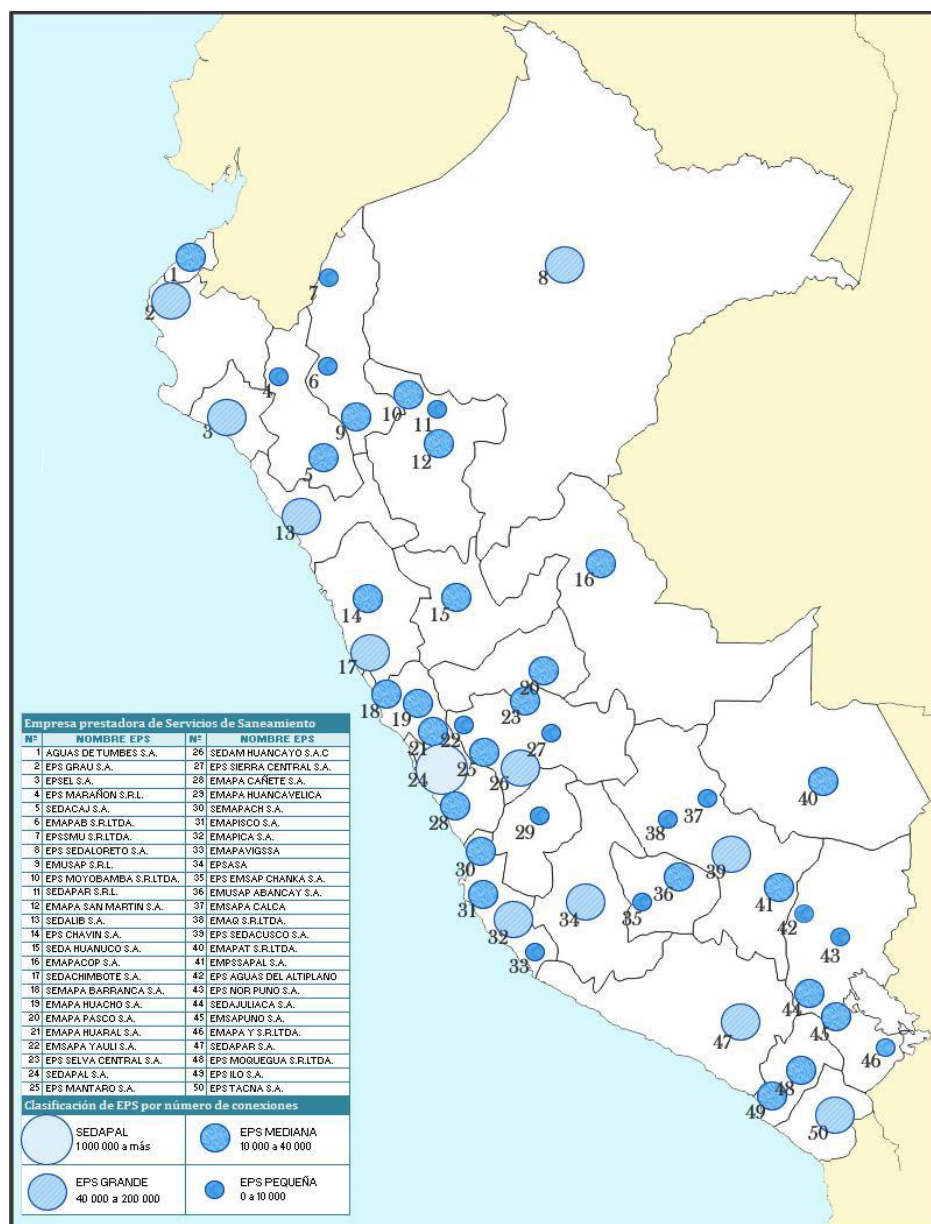 1
2
3
4
5
6
7
8
9
10
11
12
13
14
15
16
17
18
19
20
21
22
23
24
25
26
27
28
29
30
31
32
33
34
35
36
37
38
39
40
41
42
43
44
45
46
47
48
49
50
Empresa prestadora de Servicios de Saneamiento
Nº NOMBRE EPS Nº NOMBRE EPS
1 AGUAS DE TUMBES S.A. 26 SEDAM HUANCAYO S.A.C
2 EPS GRAU S.A. 27 EPS SIERRA CENTRAL S.A.
3 EPSEL S.A. 28 EMAPA CAÑETE S.A.
4 EPS MARAÑON S.R.L. 29 EMAPA HUANCAVELICA
5 SEDACAJ S.A. 30 SEMAPACH S.A.
6 EMAPAB S.R.LTDA. 31 EMAPISCO S.A.
7 EPSSMU S.R.LTDA. 32 EMAPICA S.A.
8 EPS SEDALORETO S.A. 33 EMAPAVIGSSA
9 EMUSAP S.R.L. 34 EPSASA
10 EPS MOYOBAMBA S.R.LTDA. 35 EPS EMSAP CHANKA S.A.
11 SEDAPAR S.R.L. 36 EMUSAP ABANCAY S.A.
12 EMAPA SAN MARTIN S.A. 37 EMSAPA CALCA
13 SEDALIB S.A. 38 EMAQ S.R.LTDA.
14 EPS CHAVIN S.A. 39 EPS SEDACUSCO S.A.
15 SEDA HUANUCO S.A. 40 EMAPAT S.R.LTDA.
16 EMAPACOP S.A. 41 EMPSSAPAL S.A.
17 SEDACHIMBOTE S.A. 42 EPS AGUAS DEL ALTIPLANO
18 SEMAPA BARRANCA S.A. 43 EPS NOR PUNO S.A.
19 EMAPA HUACHO S.A. 44 SEDAJULIACA S.A.
20 EMAPA PASCO S.A. 45 EMSAPUNO S.A.
21 EMAPA HUARAL S.A. 46 EMAPA Y S.R.LTDA.
22 EMSAPA YAULI S.A. 47 SEDAPAR S.A.
23 EPS SELVA CENTRAL S.A. 48 EPS MOQUEGUA S.R.LTDA.
24 SEDAPAL S.A. 49 EPS ILO S.A.
25 EPS MANTARO S.A. 50 EPS TACNA S.A.
Clasificación de EPS por número de conexiones
SEDAPAL
1 000 000 a más
EPS MEDIANA
10 000 a 40 000
EPS GRANDE
40 000 a 200 000
EPS PEQUEÑA
0 a 10 000